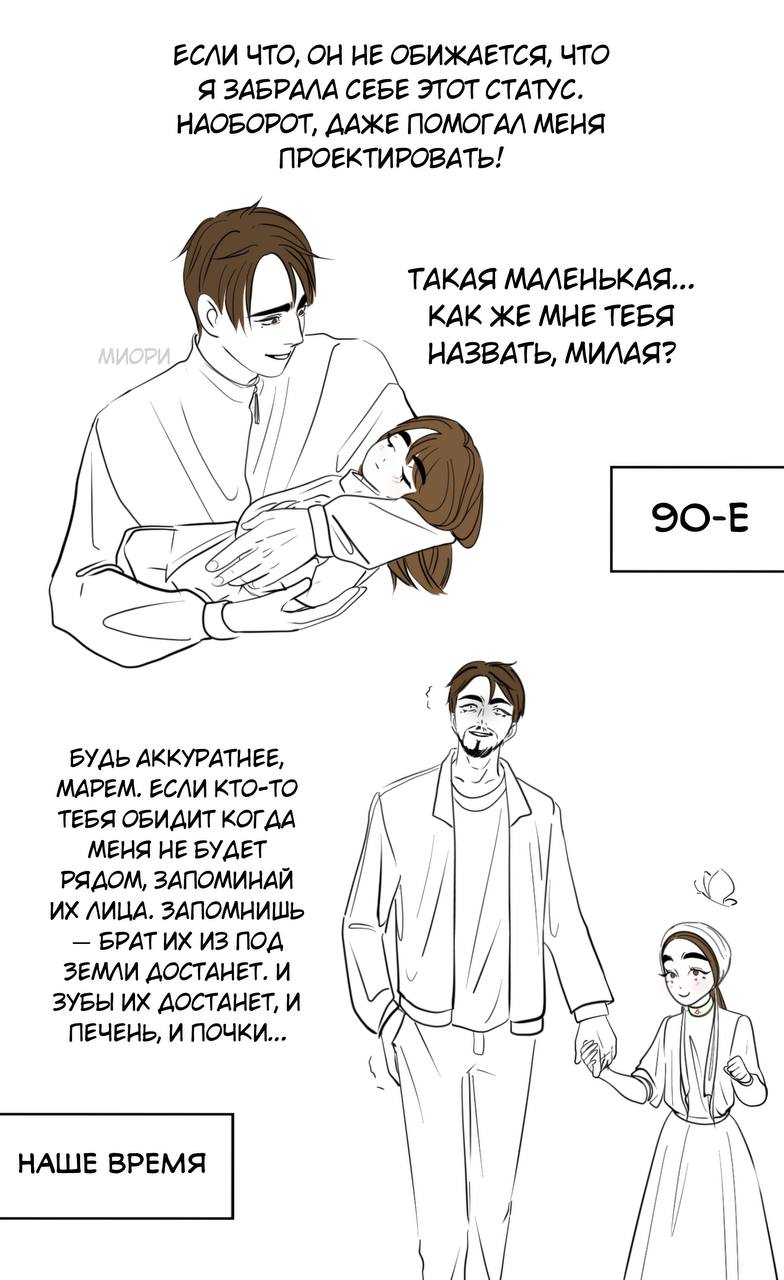 ЕСЛИ ЧТО, ОН НЕ ОБИЖАЕТСЯ, ЧТО
Я ЗАБРАЛА СЕБЕ ЭТОТ СТАТУС.
НАОБОРОТ, ДАЖЕ ПОМОГАЛ МЕНЯ
ПРОЕКТИРОВАТЬ!
ТАКАЯ МАЛЕНЬКАЯ...
КАК ЖЕ МНЕ ТЕБЯ
НАЗВАТЬ, МИЛАЯ?
МИОРИ
90-Е
БУДЬ АККУРАТНЕЕ,
МАРЕМ. ЕСЛИ КТО-ТО
ТЕБЯ ОБИДИТ КОГДА
МЕНЯ НЕ БУДЕТ
РЯДОМ, ЗАПОМИНАЙ
ИХ ЛИЦА. ЗАПОМНИШЬ
— БРАТ ИХ ИЗ ПОД
ЗЕМЛИ ДОСТАНЕТ. И
ЗУБЫ ИХ ДОСТАНЕТ, И
ПЕЧЕНЬ, И ПОЧКИ...
НАШЕ ВРЕМЯ